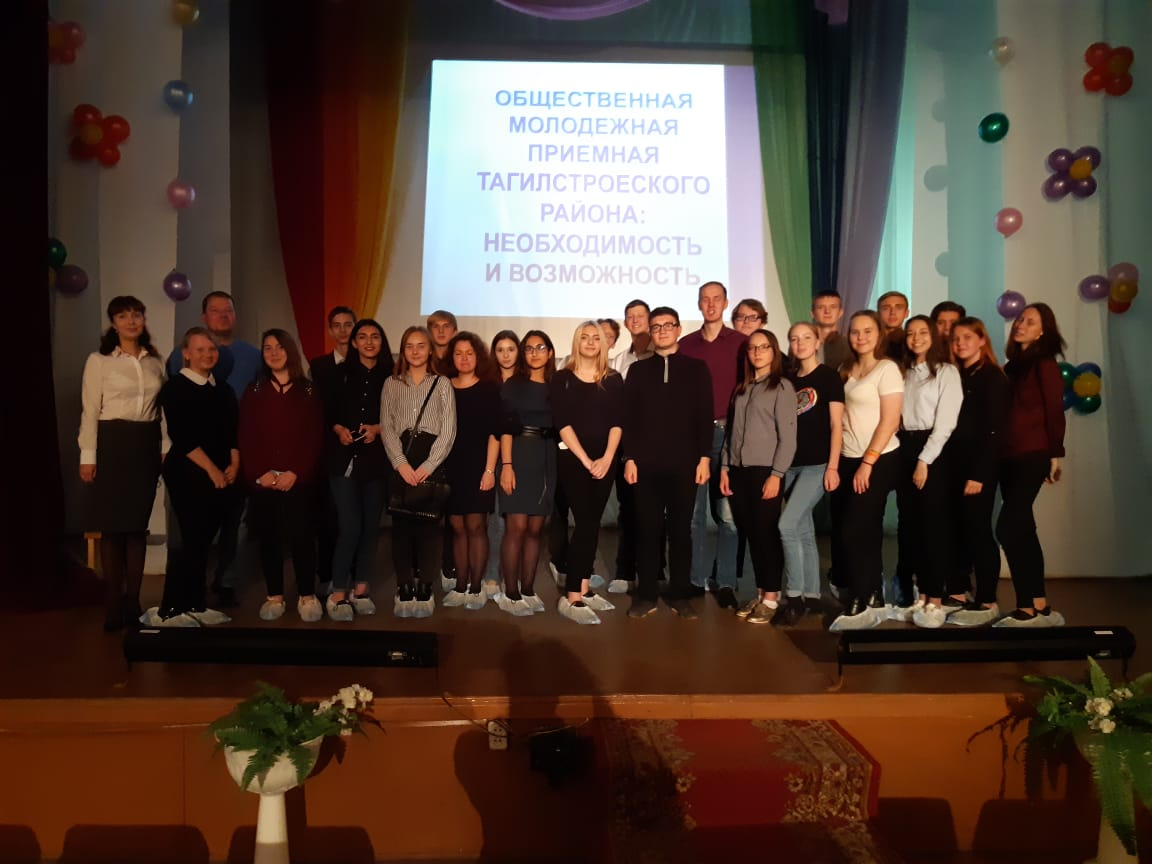 ОБЩЕСТВЕННАЯ
МОЛОДЕЖНАЯ
ПРИЕМНАЯ
ТАГИЛСТРОЕСКОГО
РАЙОНА:
НЕОБХОДИМОСТЬ
И ВОЗМОЖНОСТЬ